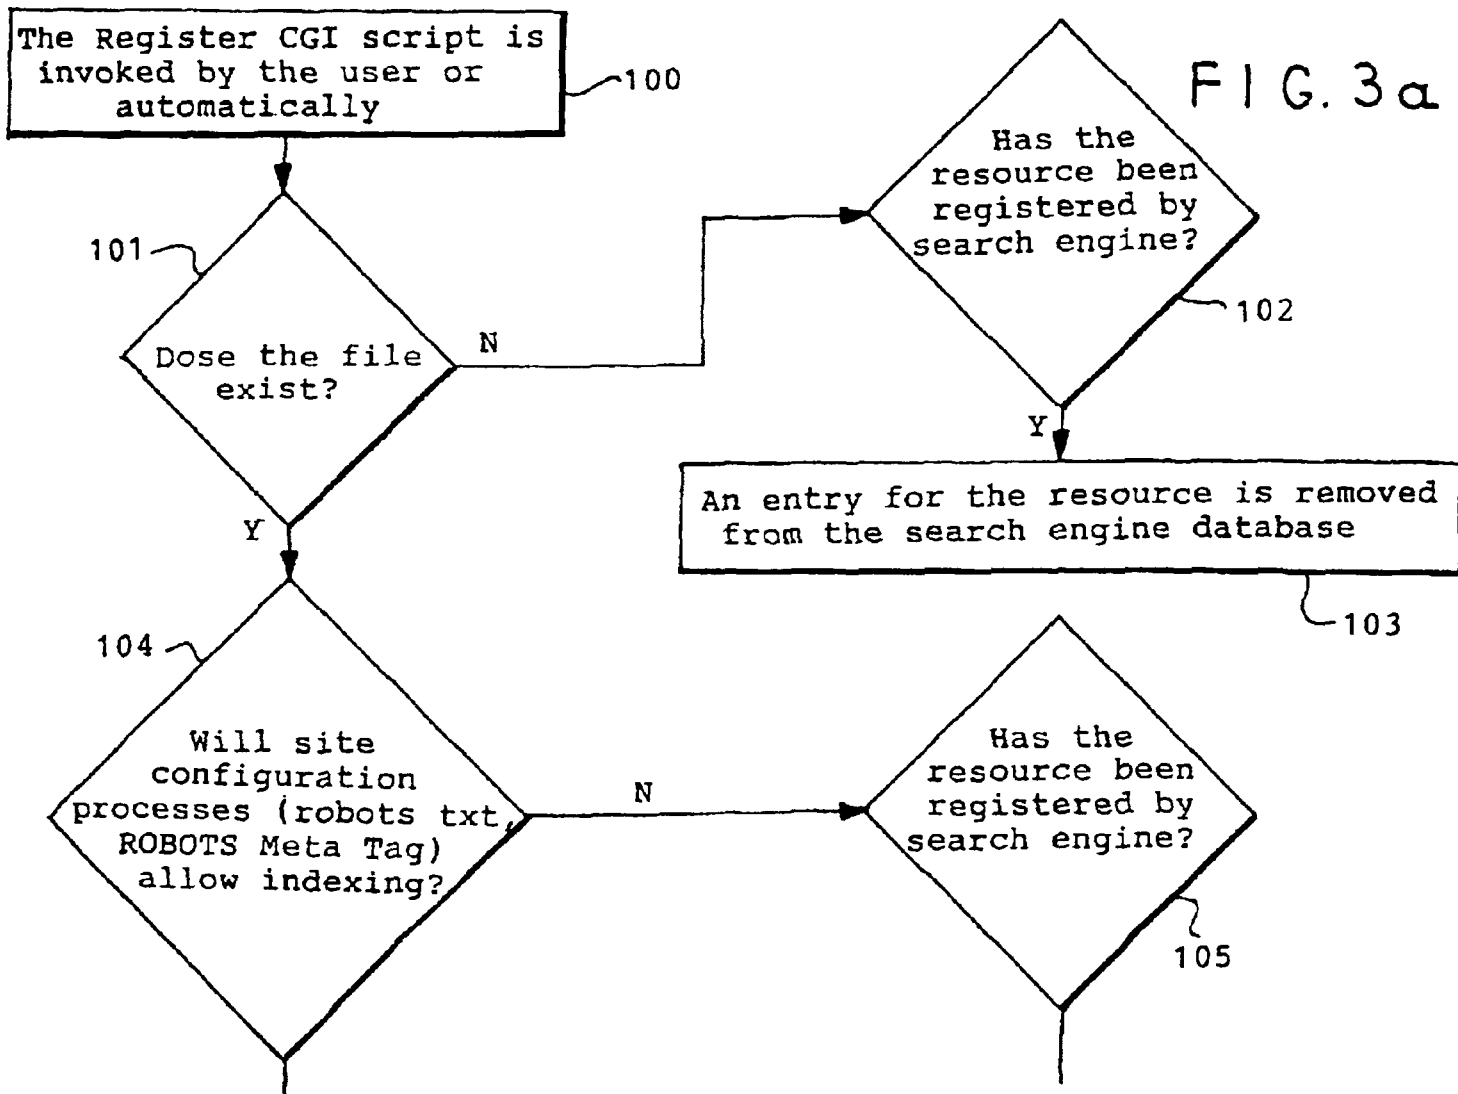 The Register CGI script is
invoked by the user or
automatically
100
FIG. 3a
Has the
resource been
registered by
search engine?
102
101
Dose the file
exist?
N
Y
Y
An entry for the resource is removed
from the search engine database
103
104
Will site
configuration
processes (robots txt,
ROBOTS Meta Tag)
allow indexing?
N
Has the
resource been
registered by
search engine?
105